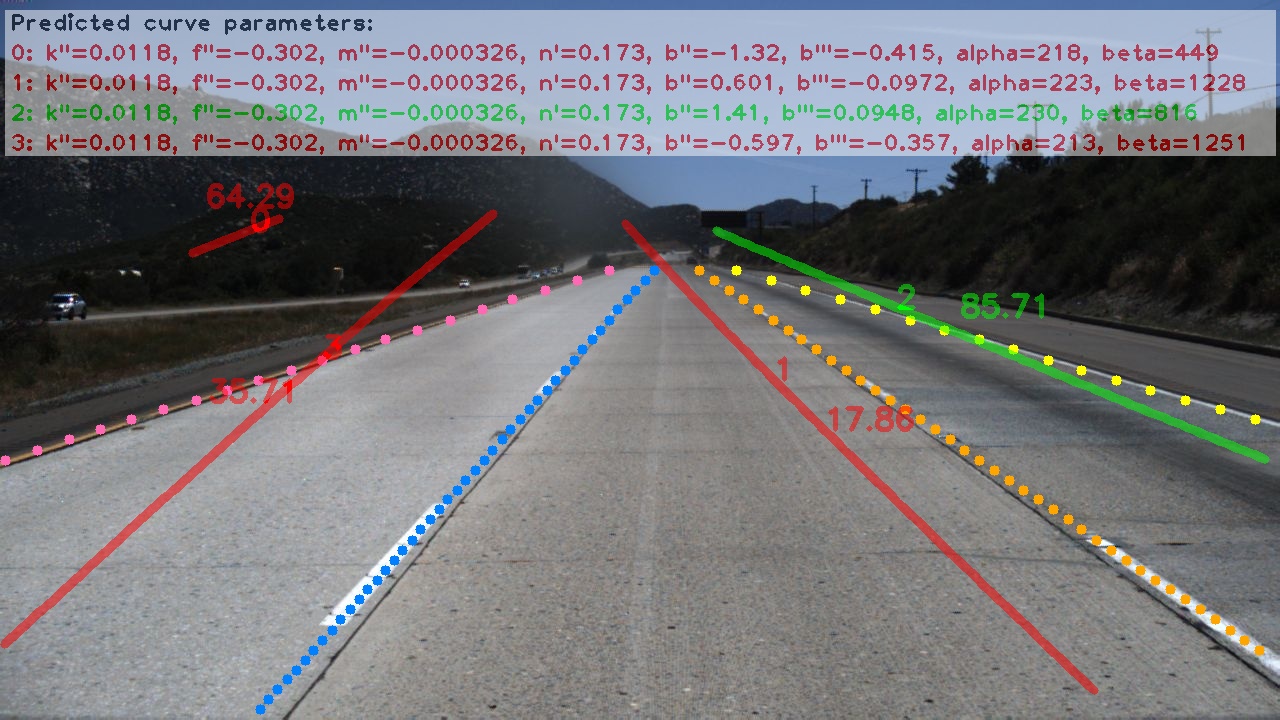 Predicted curve parameters:
0: k''=0.0118, f''=-0.302, m''=-0.000326, n'=0.173, b''=-1.32, b'''=-0.415, alpha=218, beta=449
1: k''=0.0118, f''=-0.302, m''=-0.000326, n'=0.173, b''=0.601, b'''=-0.0972, alpha=223, beta=1228
2: k''=0.0118, f''=-0.302, m''=-0.000326, n'=0.173, b''=1.41, b'''=0.0948, alpha=230, beta=816
3: k''=0.0118, f''=-0.302, m''=-0.000326, n'=0.173, b''=-0.597, b'''=-0.357, alpha=213, beta=1251
64.29
0
2 85.71
3
1
35.71
17.86